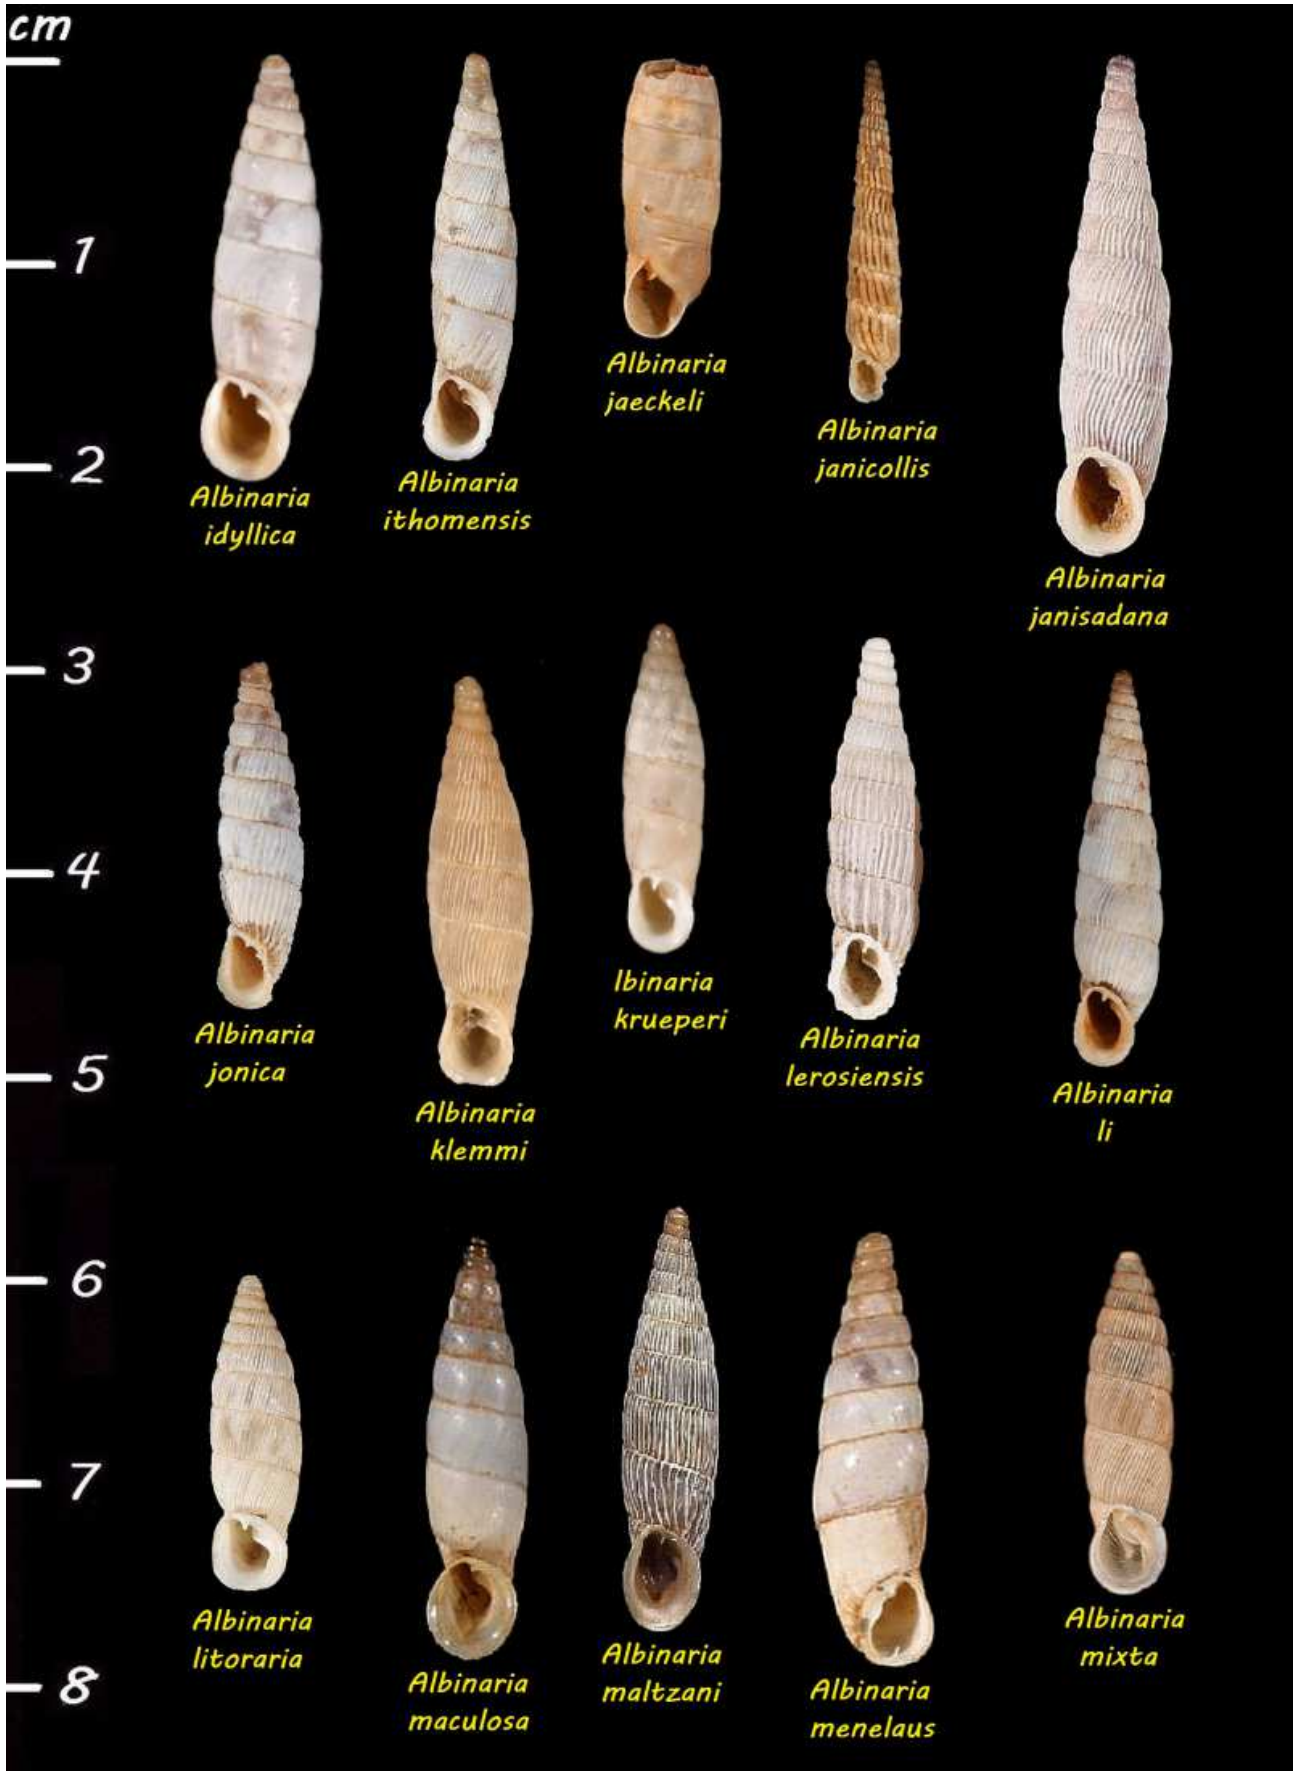 cm
1
Albinaria
jaeckeli
Albinaria
janicollis
2
Albinaria
idyllica
Albinaria
ithomensis
Albinaria
janisadana
3
4
Ibinaria
krueperi
Albinaria
jonica
Albinaria
lerosiensis
5
Albinaria
klemmi
Albinaria
li
6
7
Albinaria
litoraria
Albinaria
mixta
8
Albinaria
maculosa
Albinaria
maltzani
Albinaria
menelaus